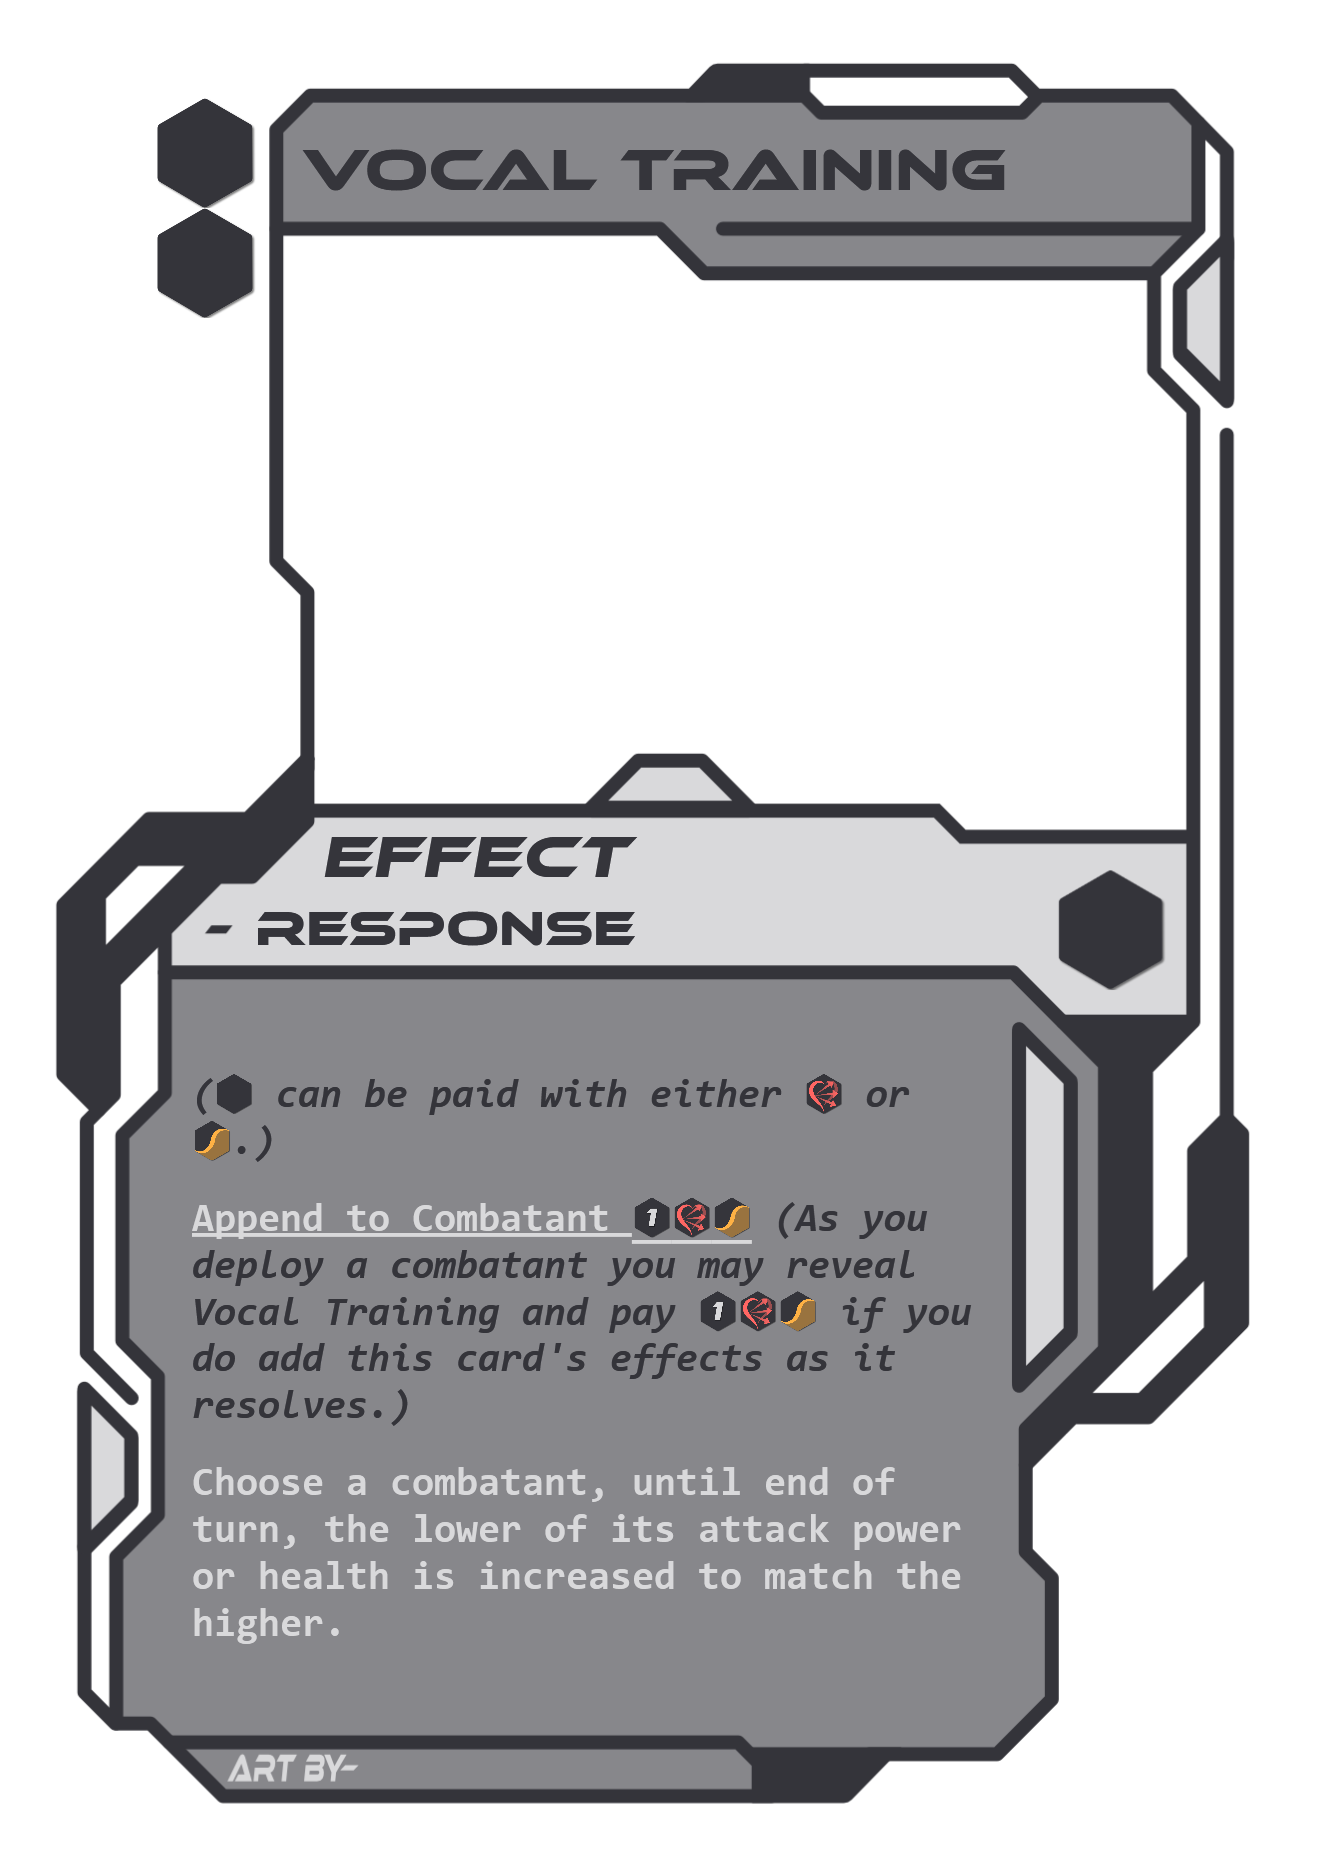 VOCAL TRAINING
EFFECT
- RESPONSE
( can be paid with either or
.)
Append to Combatant 1 (As you
deploy a combatant you may reveal
Vocal Training and pay 1 if you
do add this card's effects as it
resolves.)
Choose a combatant, until end of
turn, the lower of its attack power
or health is increased to match the
higher.
ART BY-